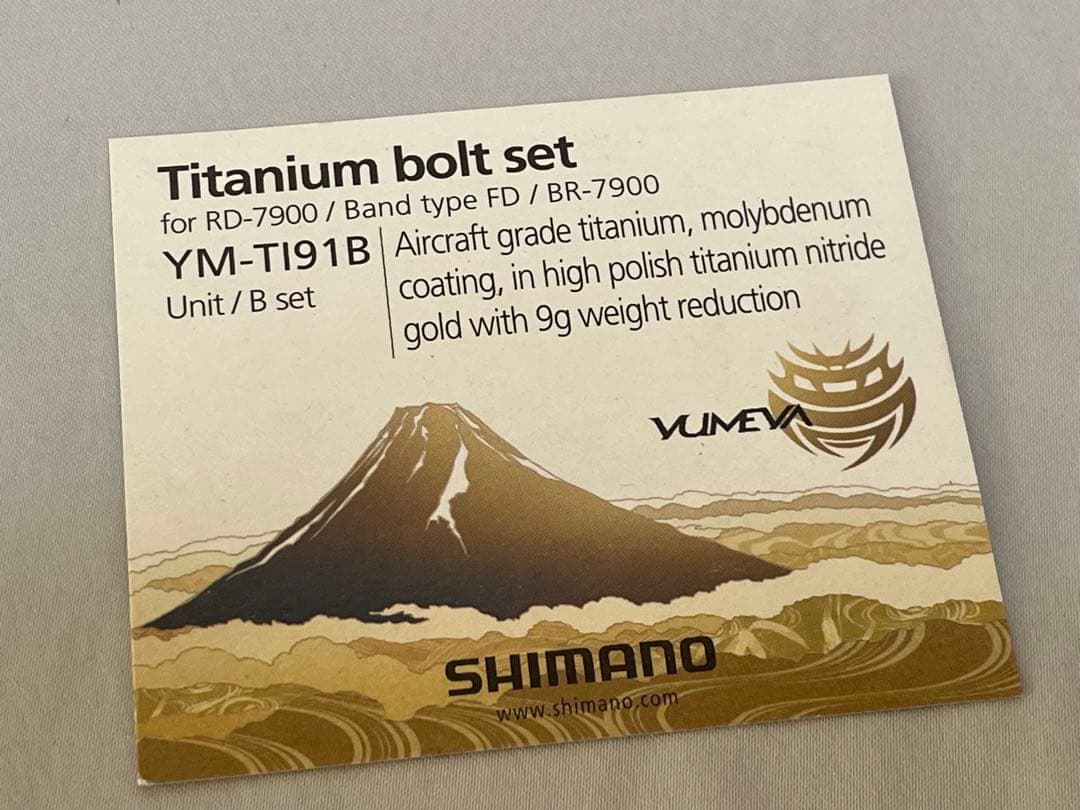 Titanium bolt set
for RD-7900 / Band type FD / BR-7900
YM-TI91B
Unit / B set
Aircraft grade titanium, molybdenum
coating, in high polish titanium nitride
gold with 9g weight reduction
YUMEYA
SHIMANO
www.shimano.com